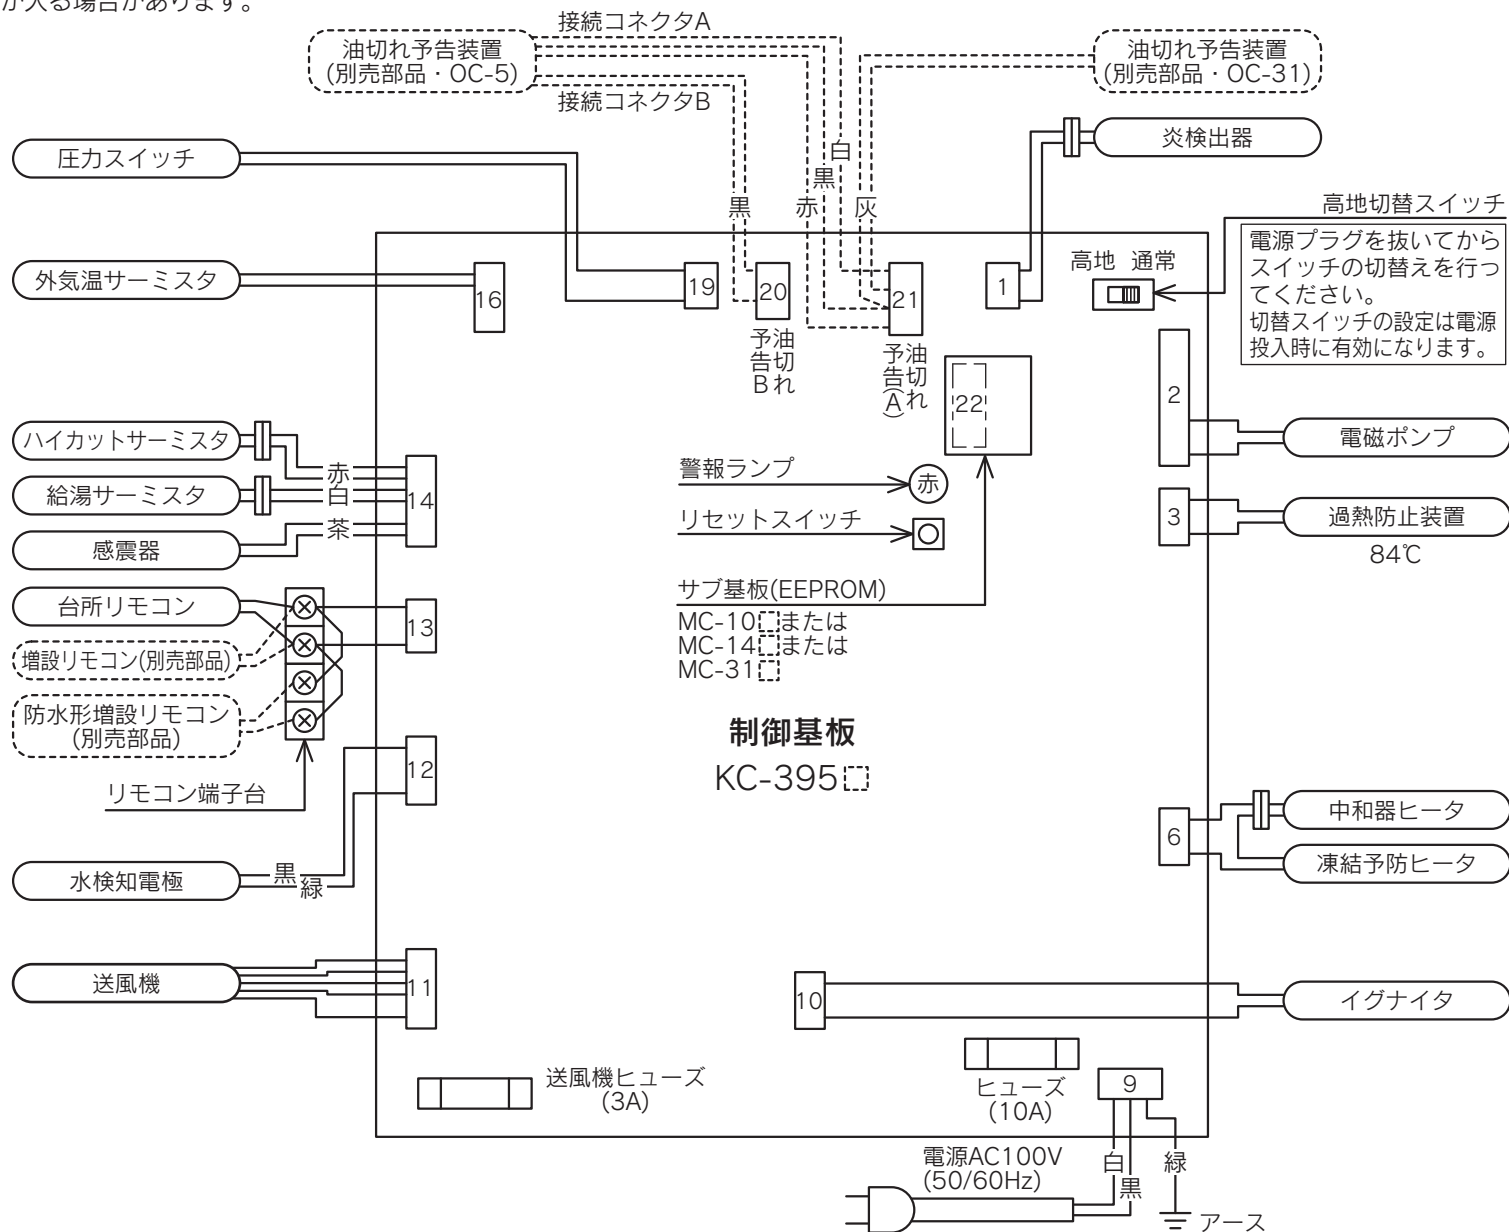 が入る場合があります。
接続コネクタA
油切れ予告装置
(別売部品・OC-5)
接続コネクタB
油切れ予告装置
(別売部品・OC-31)
圧力スイッチ
炎検出器
白
黒
黒
赤
灰
高地切替スイッチ
電源プラグを抜いてから
スイッチの切替えを行っ
てください。
切替スイッチの設定は電源
投入時に有効になります。
高地 通常
外気温サーミスタ
16
19
20
21
1
油切れ
予告B
油切れ
予告(A)
22
2
電磁ポンプ
ハイカットサーミスタ
赤
給湯サーミスタ
白
14
茶
感震器
警報ランプ
赤
リセットスイッチ
3
過熱防止装置
84℃
台所リモコン
13
増設リモコン(別売部品)
防水形増設リモコン
(別売部品)
リモコン端子台
サブ基板(EEPROM)
MC-10または
MC-14または
MC-31
制御基板
KC-395
12
水検知電極
黒
緑
6
中和器ヒータ
凍結予防ヒータ
送風機
11
10
イグナイタ
送風機ヒューズ
(3A)
ヒューズ
(10A)
9
電源AC100V
(50/60Hz)
白
黒
緑
アース